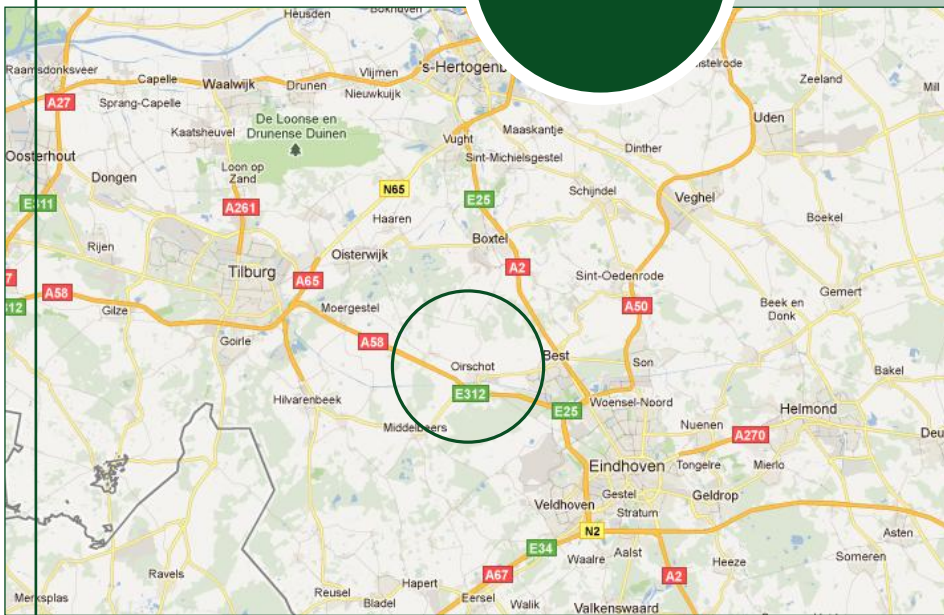 Heusden
Raamsdonksveer
Capelle
Waalwijk
Drunen
Vlijmen
Nieuwkuijk
Zeeland
Mill
A27
Sprang-Capelle
De Loonse en
Drunense Duinen
Kaatsheuvel
Maaskantje
Uden
Vught
Dinther
Oosterhout
Sint-Michielsgestel
Loon op
Zand
Dongen
N65
Schijndel
Veghel
E311
A261
E25
Haaren
Boekel
Rijen
Oisterwijk
Boxtel
Tilburg
A65
A2
Sint-Oedenrode
Gemert
A58
Gilze
Moergestel
A50
Beek en
Donk
Goirle
A58
Best
Son
Oirschot
Bakel
E312
Hilvarenbeek
E25
Woensel-Noord
Helmond
Middelbeers
Nuenen
A270
Eindhoven
Tongelre
Mierlo
Gestel
Geldrop
Veldhoven
Stratum
N2
Asten
E34
Aalst
Waalre
Heeze
Someren
Ravels
A67
A2
Hapert
Reusel
Eersel
Merksplas
Bladel
Walik
Valkenswaard